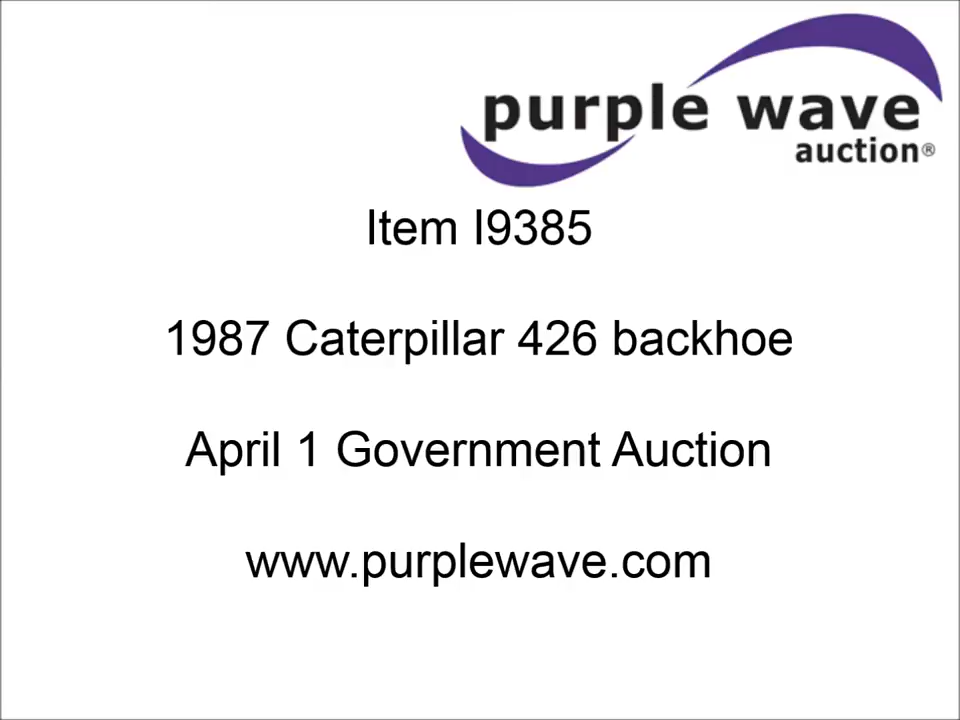 purple wave
auction®
Item I9385
1987 Caterpillar 426 backhoe
April 1 Government Auction
www.purplewave.com